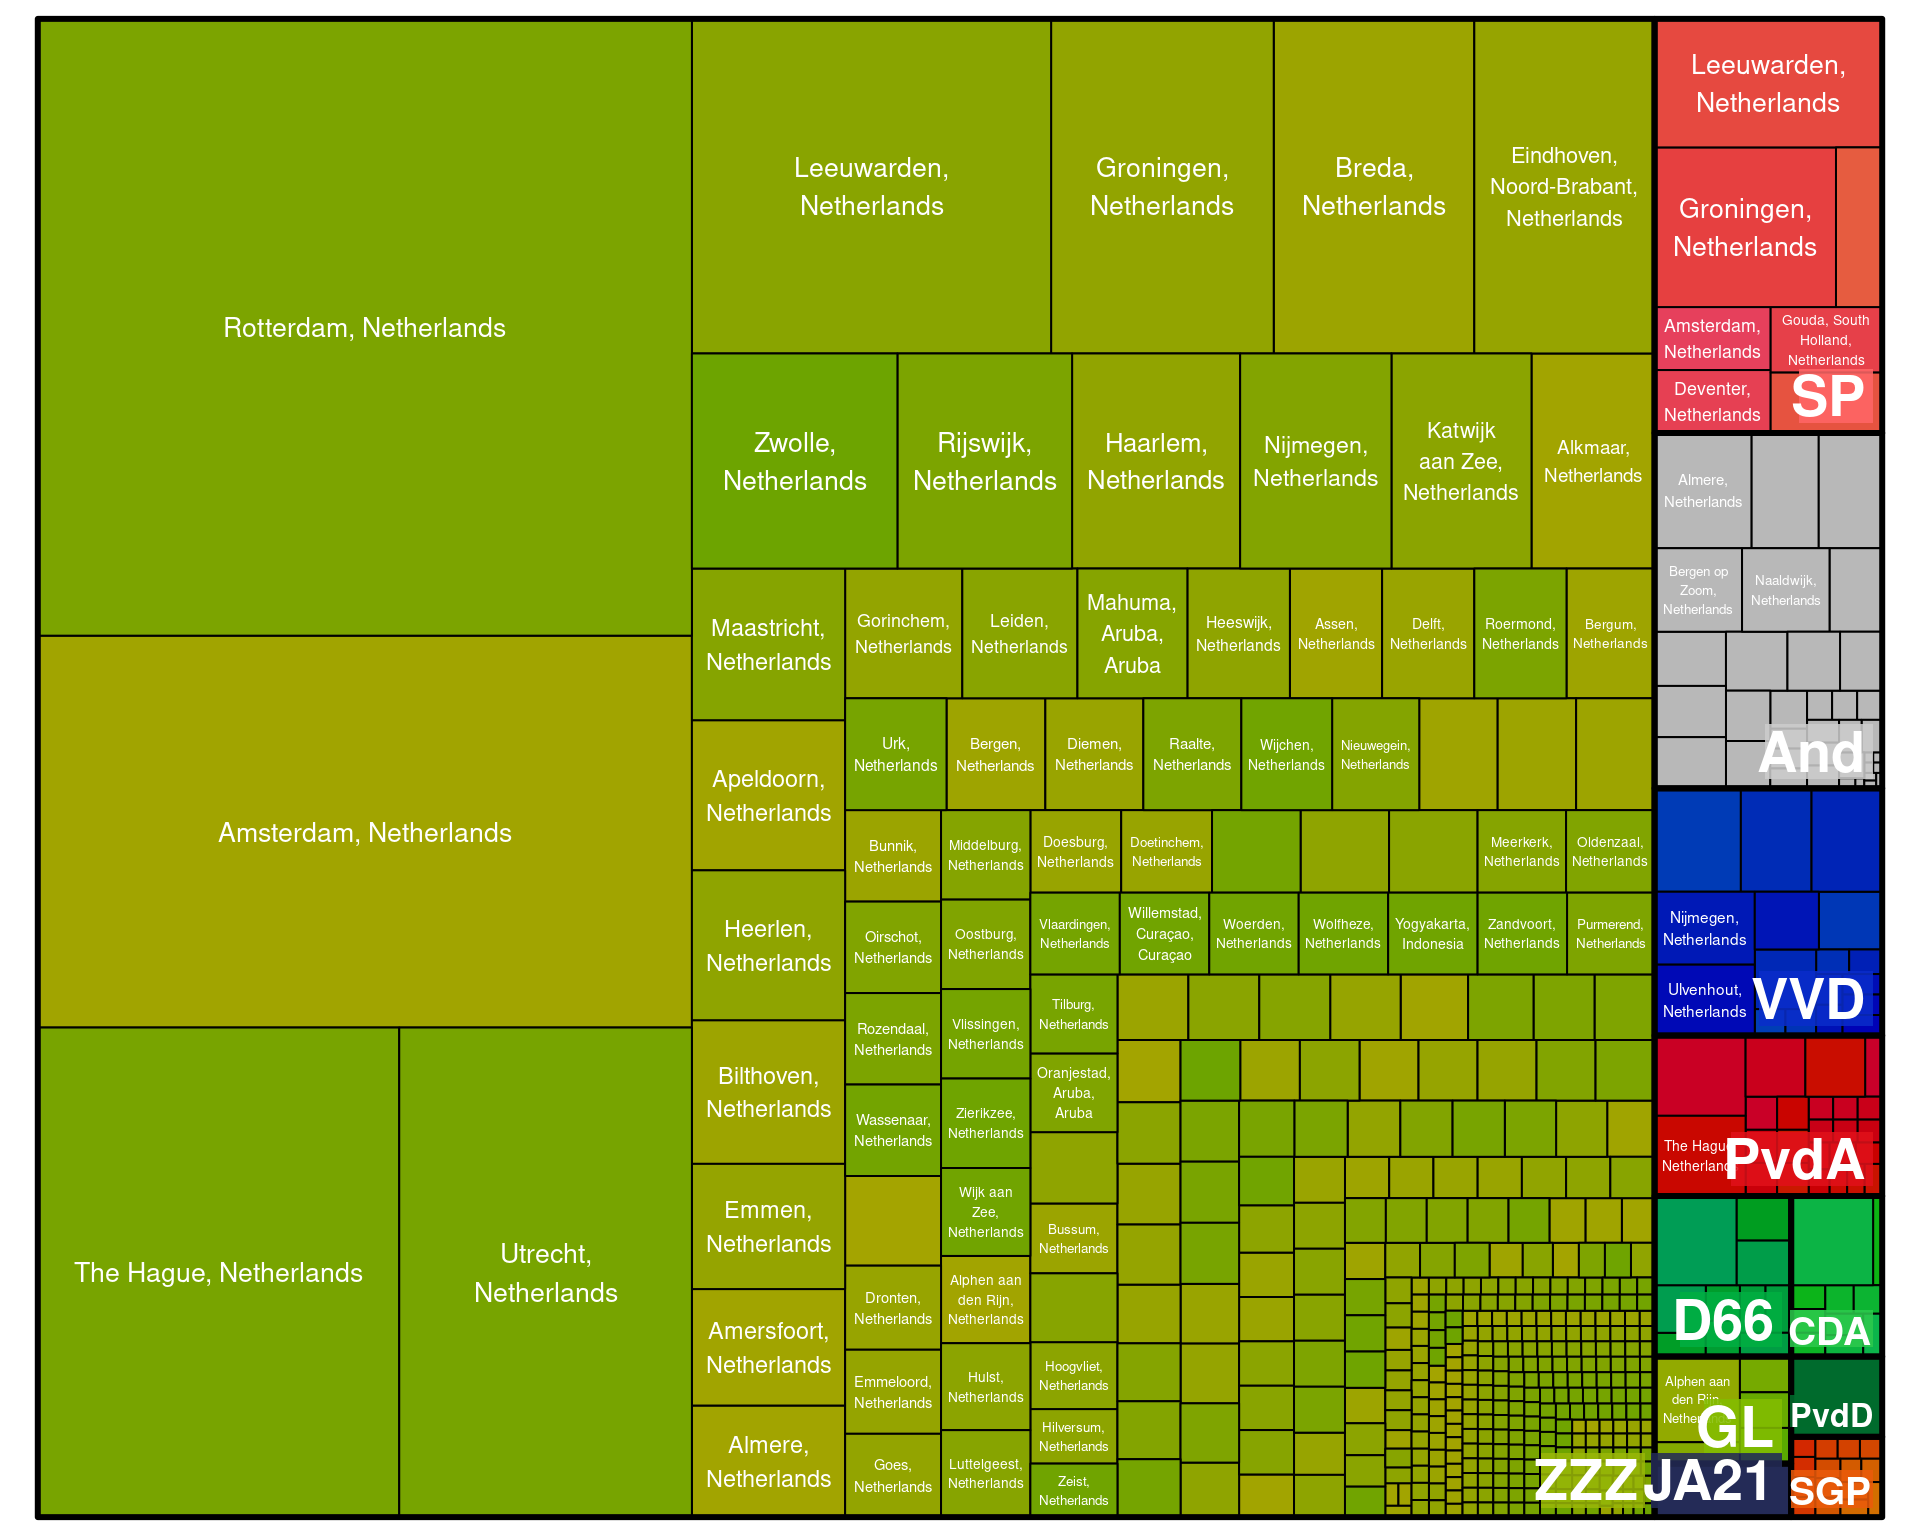 Rotterdam, Netherlands
Amsterdam, Netherlands
The Hague, Netherlands
Utrecht,
Netherlands
Leeuwarden,
Netherlands
Groningen,
Netherlands
Breda,
Netherlands
Eindhoven,
Noord-Brabant,
Netherlands
Zwolle,
Netherlands
Rijswijk,
Netherlands
Haarlem,
Netherlands
Nijmegen,
Netherlands
Katwijk
aan Zee,
Netherlands
Alkmaar,
Netherlands
Maastricht,
Netherlands
Apeldoorn,
Netherlands
Heerlen,
Netherlands
Bilthoven,
Netherlands
Emmen,
Netherlands
Amersfoort,
Netherlands
Almere,
Netherlands
Gorinchem,
Netherlands
Leiden,
Netherlands
Mahuma,
Aruba,
Aruba
Heeswijk,
Netherlands
Assen,
Netherlands
Delft,
Netherlands
Roermond,
Netherlands
Bergum,
Netherlands
Urk,
Netherlands
Bergen,
Netherlands
Diemen,
Netherlands
Raalte,
Netherlands
Wijchen,
Netherlands
Nieuwegein,
Netherlands
Bunnik,
Netherlands
Oirschot,
Netherlands
Rozendaal,
Netherlands
Wassenaar,
Netherlands
Dronten,
Netherlands
Emmeloord,
Netherlands
Goes,
Netherlands
Middelburg,
Netherlands
Oostburg,
Netherlands
Vlissingen,
Netherlands
Zierikzee,
Netherlands
Wijk aan
Zee,
Netherlands
Alphen aan
den Rijn,
Netherlands
Hulst,
Netherlands
Luttelgeest,
Netherlands
Doesburg,
Netherlands
Doetinchem,
Netherlands
Meerkerk,
Netherlands
Oldenzaal,
Netherlands
Vlaardingen,
Netherlands
Willemstad,
Curaçao,
Curaçao
Woerden,
Netherlands
Wolfheze,
Netherlands
Yogyakarta,
Indonesia
Zandvoort,
Netherlands
Purmerend,
Netherlands
Tilburg,
Netherlands
Oranjestad,
Aruba,
Aruba
Bussum,
Netherlands
Hoogvliet,
Netherlands
Hilversum,
Netherlands
Zeist,
Netherlands
ZZZ
Leeuwarden,
Netherlands
Groningen,
Netherlands
Amsterdam,
Netherlands
Gouda, South
Holland,
Netherlands
Deventer,
Netherlands
SP
Almere,
Netherlands
Bergen op
Zoom,
Netherlands
Naaldwijk,
Netherlands
And
Nijmegen,
Netherlands
Ulvenhout,
Netherlands
VVD
The Hague
Netherlands
PvdA
D66
CDA
Alphen aan
den Rijn
Netherlands
GL
PvdD
JA21
SGP